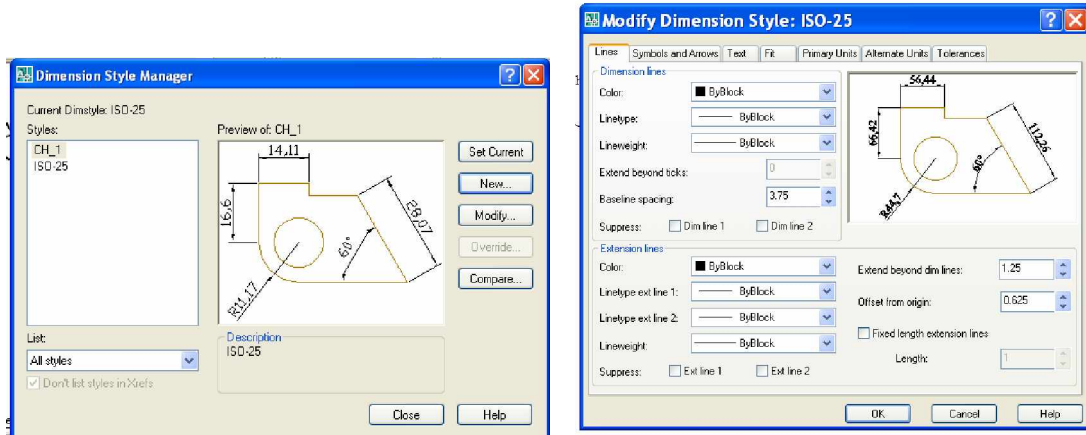 Dimension Style Manager
Current Dimstyle: ISO-25
Styles:
CH_1
ISO-25
Preview of: CH_1
14,11
16,6
28,07
60°
R11,17
Set Current
New...
Modify...
Override...
Compare...
List:
All styles
Don't list styles in Xrefs
Description
ISO-25
Close
Help
Modify Dimension Style: ISO-25
Lines
Symbols and Arrows
Text
Fit
Primary Units
Alternate Units
Tolerances
Dimension lines
Color:
ByBlock
Linetype:
ByBlock
Lineweight:
ByBlock
Extend beyond ticks:
0
Baseline spacing:
3.75
Suppress:
Dim line 1
Dim line 2
56,44
66,42
112,26
60°
R44,7
Extension lines
Color:
ByBlock
Linetype ext line 1:
ByBlock
Linetype ext line 2:
ByBlock
Lineweight:
ByBlock
Suppress:
Ext line 1
Ext line 2
Extend beyond dim lines:
1.25
Offset from origin:
0.625
Fixed length extension lines
Length:
1
OK
Cancel
Help